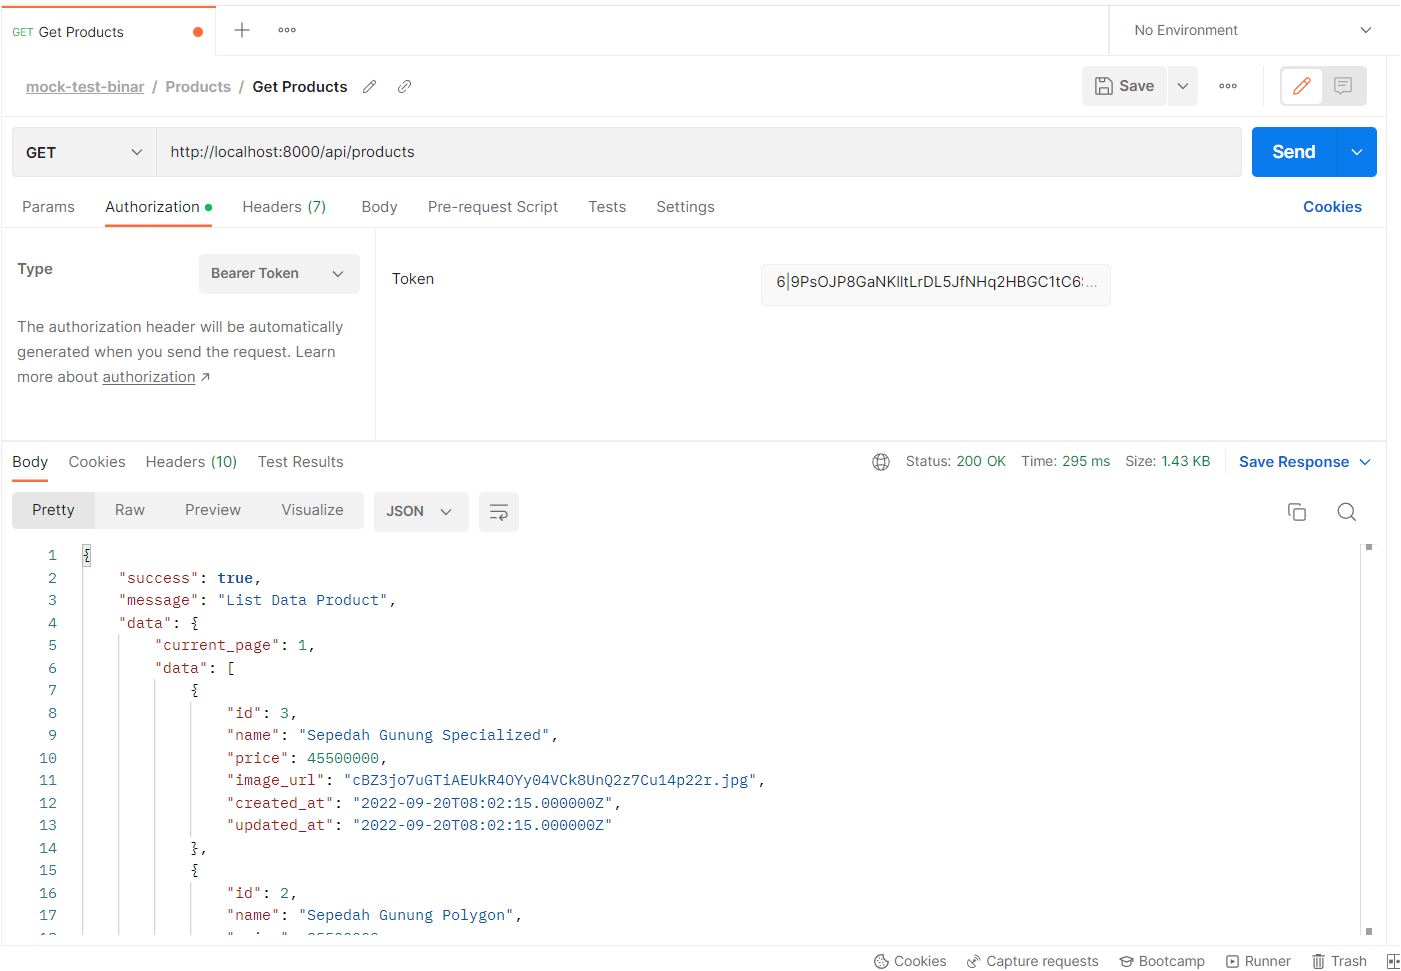 GET Get Products
No Environment
mock-test-binar / Products / Get Products
Save
GET
http://localhost:8000/api/products
Send
Params Authorization Headers (7) Body Pre-request Script Tests Settings Cookies
Type
Bearer Token
Token
The authorization header will be automatically
generated when you send the request. Learn
more about authorization ↗
Body Cookies Headers (10) Test Results Status: 200 OK Time: 295 ms Size: 1.43 KB Save Response
Pretty Raw Preview Visualize JSON
1 {
2 "success": true,
3 "message": "List Data Product",
4 "data": {
5 "current_page": 1,
6 "data": [
7 {
8 "id": 3,
9 "name": "Sepedah Gunung Specialized",
10 "price": 45500000,
11 "image_url": "cBZ3jo7uGTiAEUkR4OYy04VCk8UnQ2z7Cu14p22r.jpg",
12 "created_at": "2022-09-20T08:02:15.000000Z",
13 "updated_at": "2022-09-20T08:02:15.000000Z"
14 },
15 {
16 "id": 2,
17 "name": "Sepedah Gunung Polygon",
Cookies Capture requests Bootcamp Runner Trash